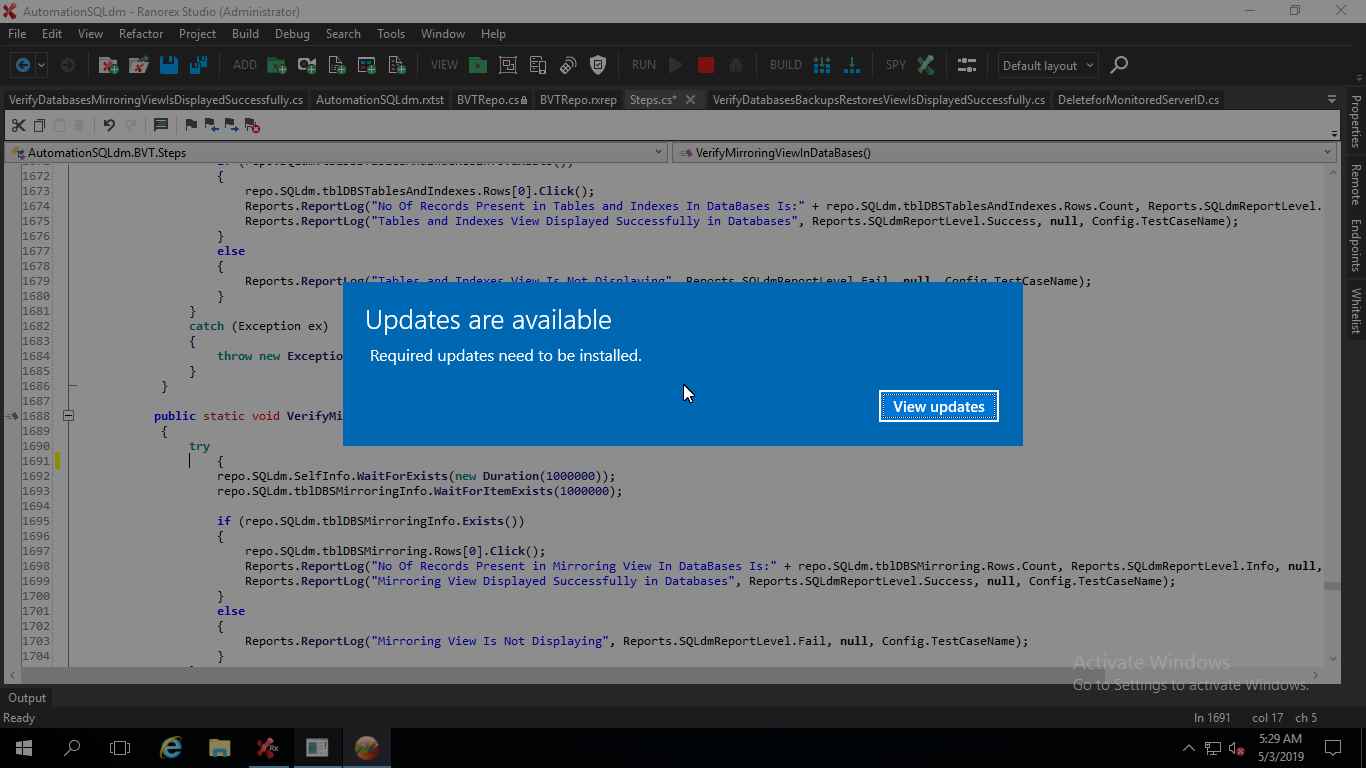 AutomationSQLdm - Ranorex Studio (Administrator)
File Edit View Refactor Project Build Debug Search Tools Window Help
ADD VIEW RUN BUILD SPY Default layout
VerifyDatabasesMirroringViewIsDisplayedSuccessfully.cs AutomationSQLdm.rxtst BVTRepo.cs BVTRepo.rxrep Steps.cs* VerifyDatabasesBackupsRestoresViewIsDisplayedSuccessfully.cs DeleteforMonitoredServerID.cs
AutomationSQLdm.BVT.Steps VerifyMirroringViewInDataBases()
1672 {
1673 repo.SQLdm.tblDBSTablesAndIndexes.Rows[0].Click();
1674 Reports.ReportLog("No Of Records Present in Tables and Indexes In DataBases Is:" + repo.SQLdm.tblDBSTablesAndIndexes.Rows.Count, Reports.SQLdmReportLevel.
1675 Reports.ReportLog("Tables and Indexes View Displayed Successfully in Databases", Reports.SQLdmReportLevel.Success, null, Config.TestCaseName);
1676 }
1677 else
1678 {
1679 Reports.ReportLog("Tables and Indexes View Is Not Displaying", Reports.SQLdmReportLevel.Fail, null, Config.TestCaseName);
1680 }
1681 }
1682 catch (Exception ex)
1683 {
1684 throw new Exceptio
1685 }
1686 }
1687
1688 public static void VerifyMi
1689 {
1690 try
1691 {
1692 repo.SQLdm.SelfInfo.WaitForExists(new Duration(1000000));
1693 repo.SQLdm.tblDBSMirroringInfo.WaitForItemExists(1000000);
1694
1695 if (repo.SQLdm.tblDBSMirroringInfo.Exists())
1696 {
1697 repo.SQLdm.tblDBSMirroring.Rows[0].Click();
1698 Reports.ReportLog("No Of Records Present in Mirroring View In DataBases Is:" + repo.SQLdm.tblDBSMirroring.Rows.Count, Reports.SQLdmReportLevel.Info, null,
1699 Reports.ReportLog("Mirroring View Displayed Successfully in Databases", Reports.SQLdmReportLevel.Success, null, Config.TestCaseName);
1700 }
1701 else
1702 {
1703 Reports.ReportLog("Mirroring View Is Not Displaying", Reports.SQLdmReportLevel.Fail, null, Config.TestCaseName);
1704 }
Updates are available
Required updates need to be installed.
View updates
Properties
Remote Endpoints
Whitelist
Activate Windows
Go to Settings to activate Windows.
Output
Ready
ln 1691 col 17 ch 5
5:29 AM
5/3/2019